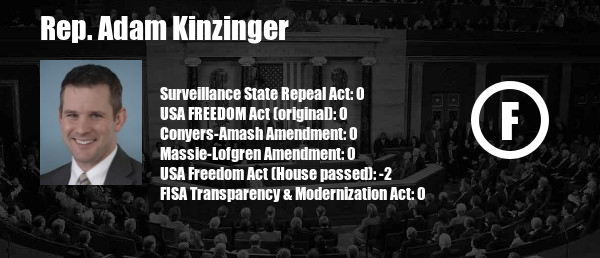 Rep. Adam Kinzinger
Surveillance State Repeal Act: 0
USA FREEDOM Act (original): 0
Conyers-Amash Amendment: 0
Massie-Lofgren Amendment: 0
USA Freedom Act (House passed): -2
FISA Transparency & Modernization Act: 0
F